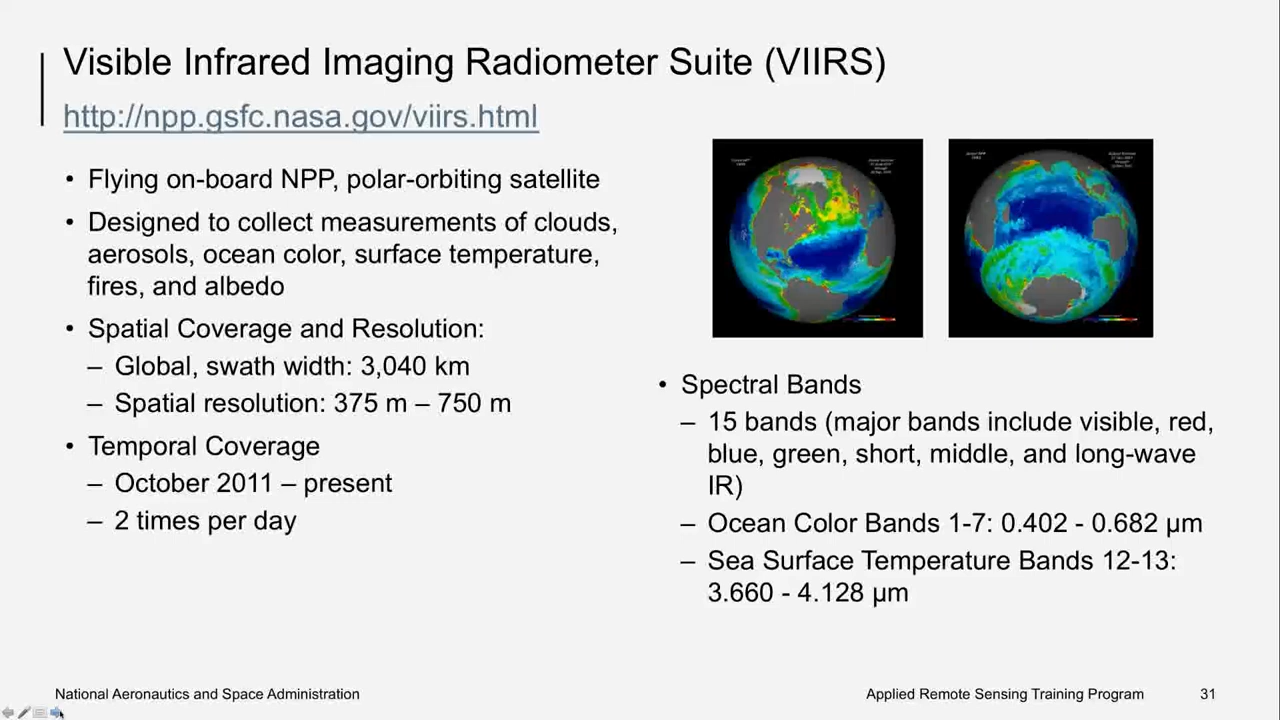 Visible Infrared Imaging Radiometer Suite (VIIRS)
http://npp.gsfc.nasa.gov/viirs.html
• Flying on-board NPP, polar-orbiting satellite
• Designed to collect measurements of clouds,
aerosols, ocean color, surface temperature,
fires, and albedo
• Spatial Coverage and Resolution:
– Global, swath width: 3,040 km
– Spatial resolution: 375 m – 750 m
• Temporal Coverage
– October 2011 – present
– 2 times per day
• Spectral Bands
– 15 bands (major bands include visible, red,
blue, green, short, middle, and long-wave
IR)
– Ocean Color Bands 1-7: 0.402 - 0.682 μm
– Sea Surface Temperature Bands 12-13:
3.660 - 4.128 μm
National Aeronautics and Space Administration
Applied Remote Sensing Training Program
31